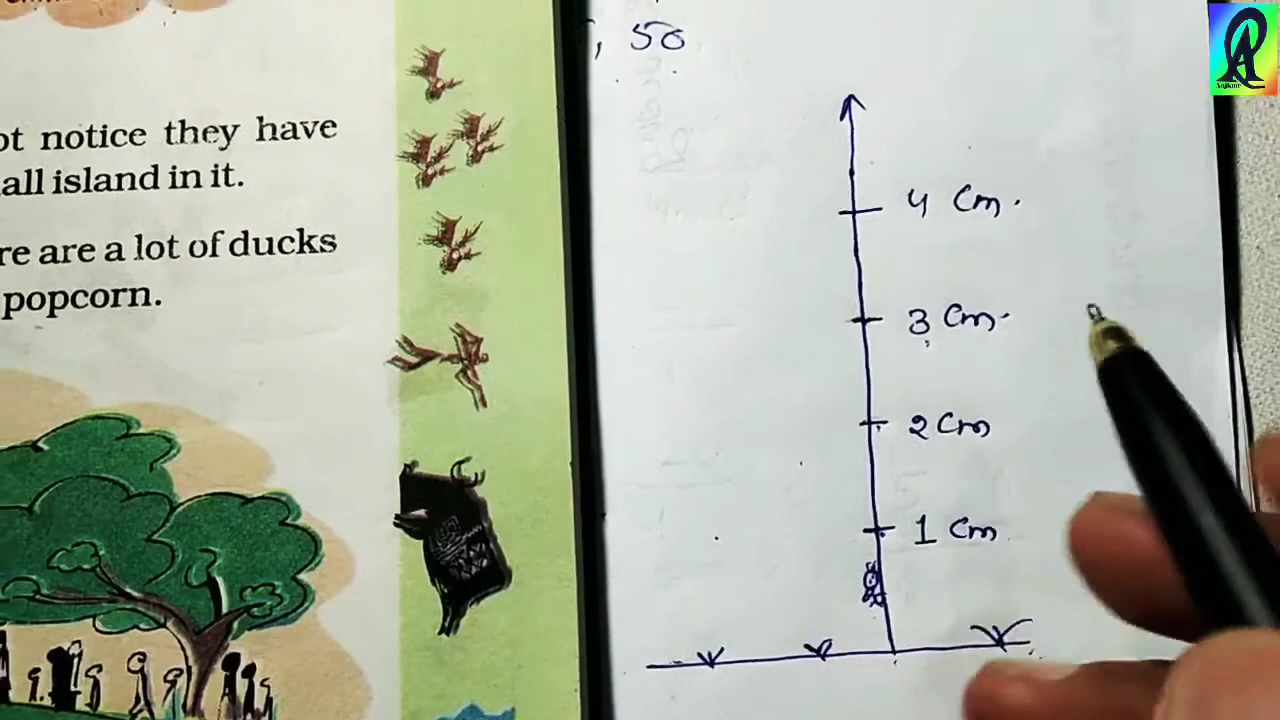 ot notice they have
all island in it.
re are a lot of ducks
popcorn.
, 50
4 Cm.
3 Cm.
2 Cm
1 Cm